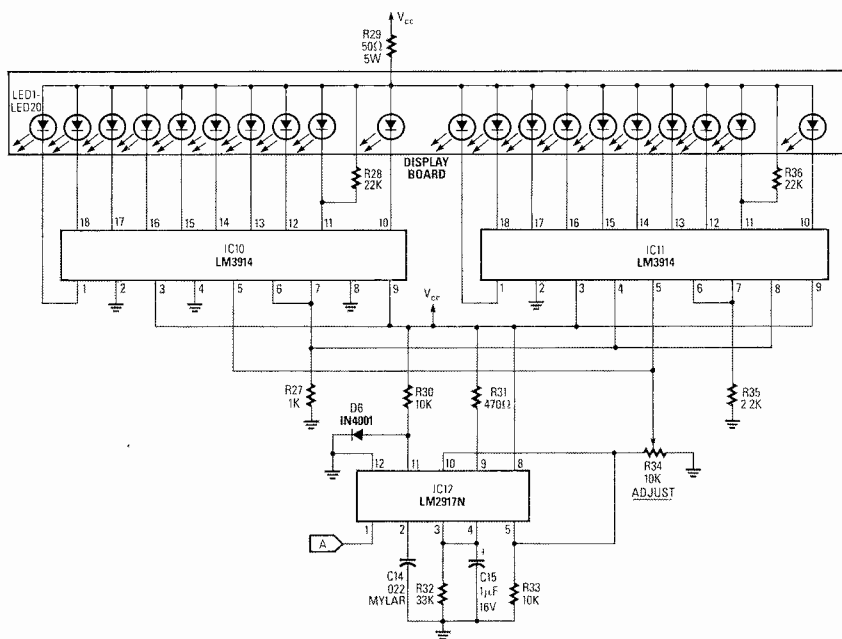 Vcc
R29
50Ω
5W
LED1-
LED20
DISPLAY
BOARD
R28
22K
R36
22K
18 17 16 15 14 13 12 11 10
IC10
LM3914
1 2 3 4 5 6 7 8 9
18 17 16 15 14 13 12 11 10
IC11
LM3914
1 2 3 4 5 6 7 8 9
Vcc
R27
1K
R30
10K
R31
470Ω
R35
2.2K
D6
IN4001
12 11 10 9 8
IC12
LM2917N
1 2 3 4 5
R34
10K
ADJUST
A
C14
.022
MYLAR
R32
33K
+
C15
1μF
16V
R33
10K